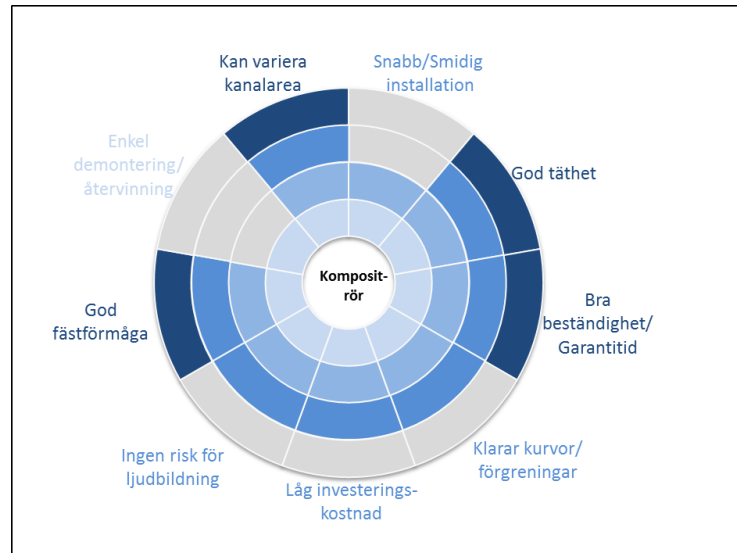 Kan variera
kanalarea
Snabb/Smidig
installation
God täthet
Bra
beständighet/
Garantitid
Klarar kurvor/
förgreningar
Låg investerings-
kostnad
Ingen risk för
ljudbildning
God
fästförmåga
Enkel
demontering/
återvinning
Komposit-
rör